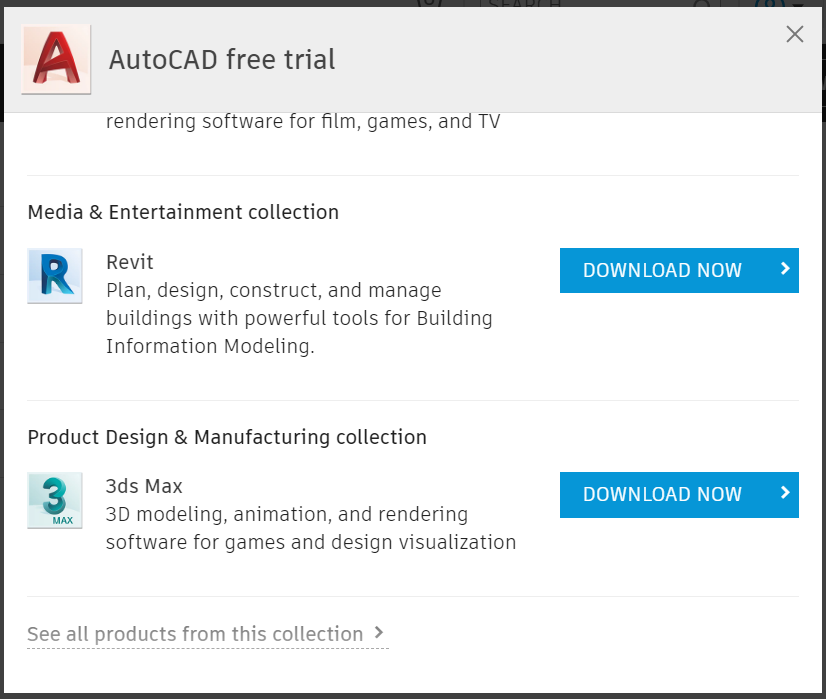 SEARCH
AutoCAD free trial
rendering software for film, games, and TV
Media & Entertainment collection
Revit
Plan, design, construct, and manage
buildings with powerful tools for Building
Information Modeling.
DOWNLOAD NOW
Product Design & Manufacturing collection
3
MAX
3ds Max
3D modeling, animation, and rendering
software for games and design visualization
DOWNLOAD NOW
See all products from this collection